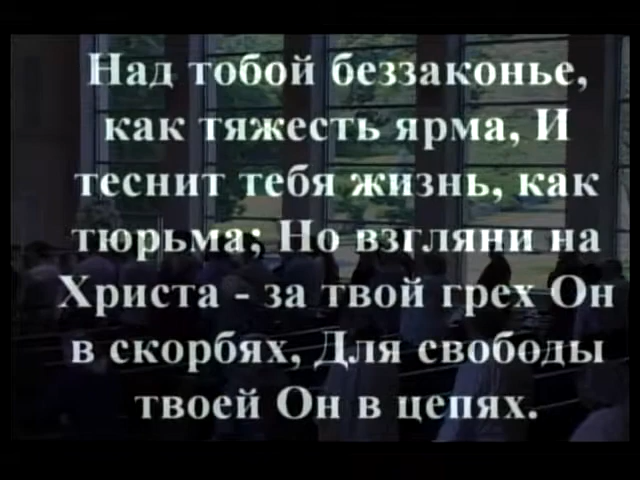 Над тобой беззаконье,
как тяжесть ярма, И
теснит тебя жизнь, как
тюрьма; Но взгляни на
Христа - за твой грех Он
в скорбях, Для свободы
твоей Он в цепях.